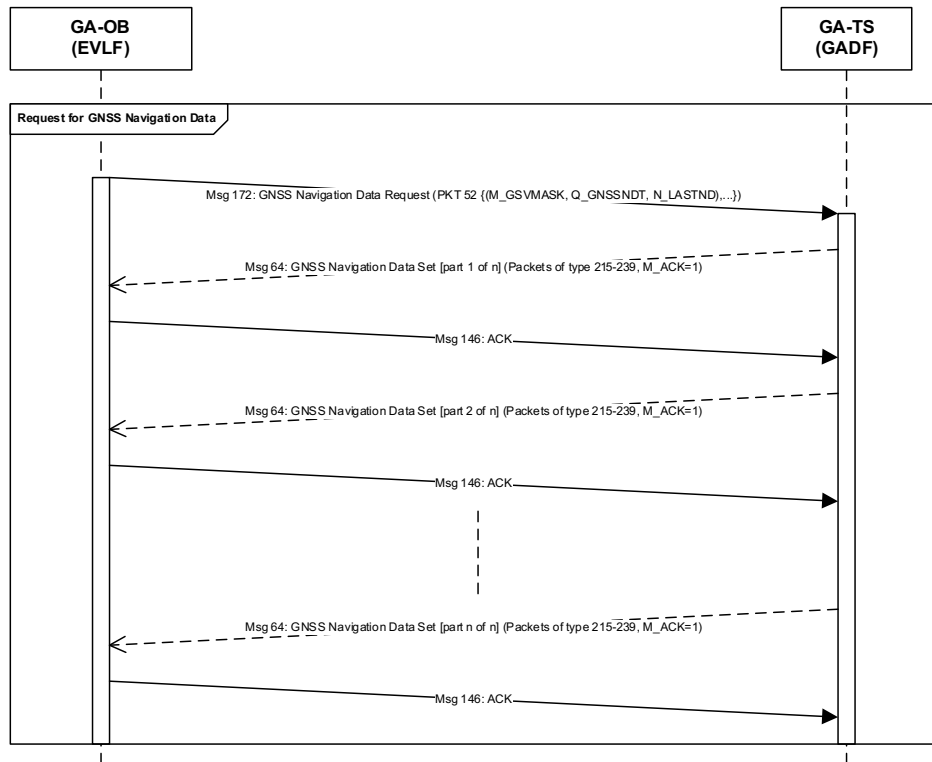 GA-OB
(EVLF)
GA-TS
(GADF)
Request for GNSS Navigation Data
Msg 172: GNSS Navigation Data Request (PKT 52 {(M_GSVMASK, Q_GNSSNDT, N_LASTND),...})
Msg 64: GNSS Navigation Data Set [part 1 of n] (Packets of type 215-239, M_ACK=1)
Msg 146: ACK
Msg 64: GNSS Navigation Data Set [part 2 of n] (Packets of type 215-239, M_ACK=1)
Msg 146: ACK
Msg 64: GNSS Navigation Data Set [part n of n] (Packets of type 215-239, M_ACK=1)
Msg 146: ACK